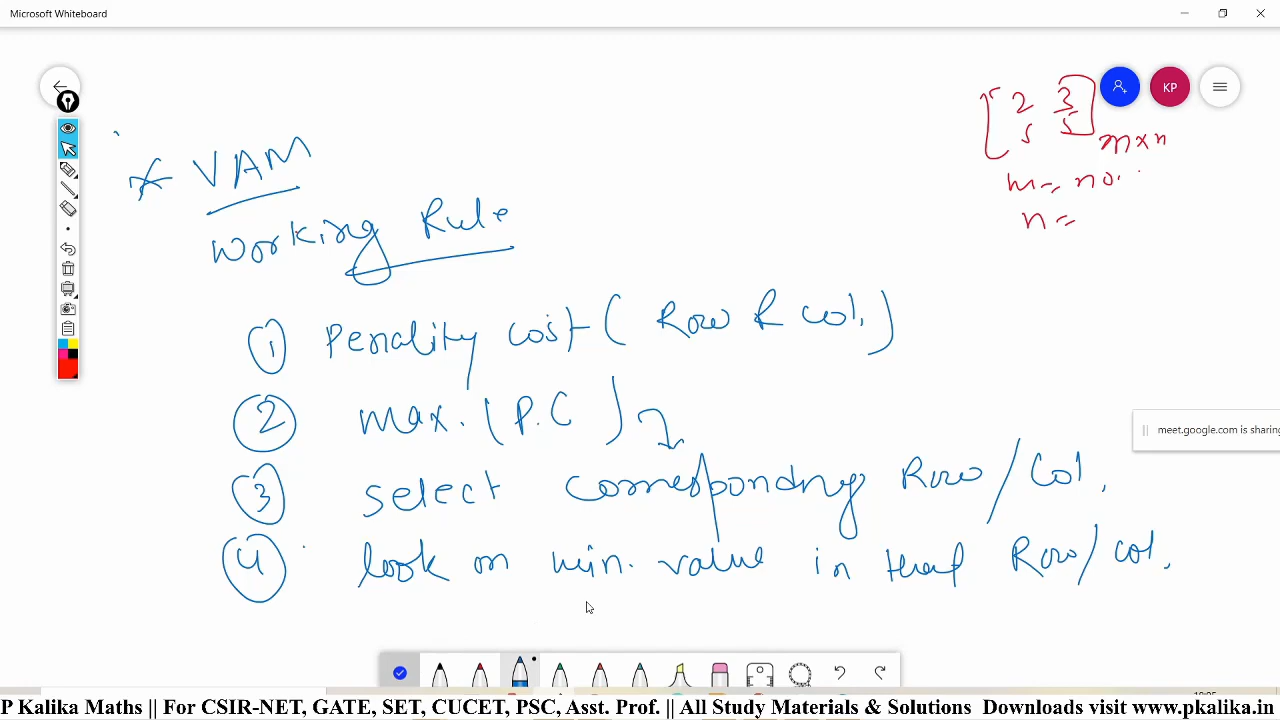 Microsoft Whiteboard
KP
[2 3
5 5] m×n
m = no.
n =
* VAM
Working Rule
① Penality cost ( Row & col. )
② max. ( P.C )
③ select corresponding Row / Col.
④ look on min. value in that Row / col.
meet.google.com is sharing
P Kalika Maths || For CSIR-NET, GATE, SET, CUCET, PSC, Asst. Prof. || All Study Materials & Solutions Downloads visit www.pkalika.in